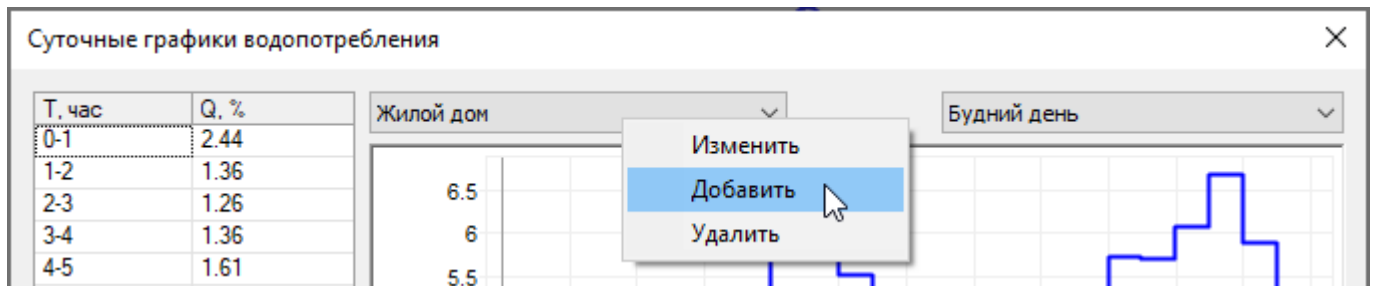 Суточные графики водопотребления
Т, час Q, % Жилой дом Будний день
0-1 2.44
Изменить
1-2 1.36
6.5 Добавить
2-3 1.26
3-4 1.36 6 Удалить
4-5 1.61
5.5